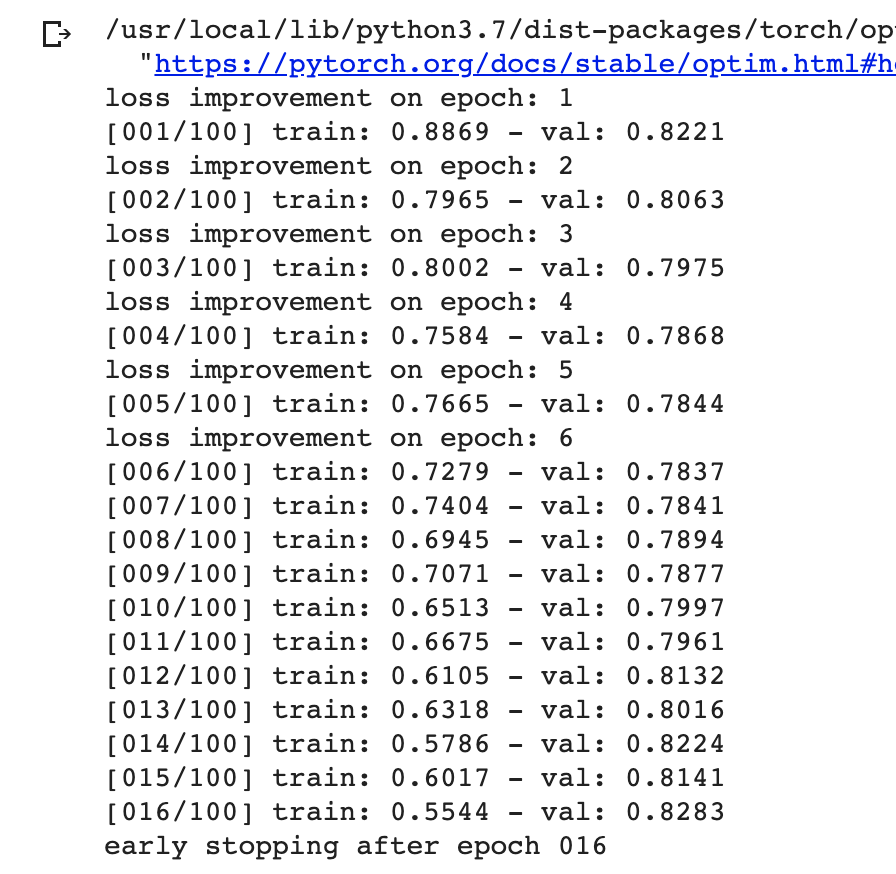 /usr/local/lib/python3.7/dist-packages/torch/op
"https://pytorch.org/docs/stable/optim.html#h
loss improvement on epoch: 1
[001/100] train: 0.8869 - val: 0.8221
loss improvement on epoch: 2
[002/100] train: 0.7965 - val: 0.8063
loss improvement on epoch: 3
[003/100] train: 0.8002 - val: 0.7975
loss improvement on epoch: 4
[004/100] train: 0.7584 - val: 0.7868
loss improvement on epoch: 5
[005/100] train: 0.7665 - val: 0.7844
loss improvement on epoch: 6
[006/100] train: 0.7279 - val: 0.7837
[007/100] train: 0.7404 - val: 0.7841
[008/100] train: 0.6945 - val: 0.7894
[009/100] train: 0.7071 - val: 0.7877
[010/100] train: 0.6513 - val: 0.7997
[011/100] train: 0.6675 - val: 0.7961
[012/100] train: 0.6105 - val: 0.8132
[013/100] train: 0.6318 - val: 0.8016
[014/100] train: 0.5786 - val: 0.8224
[015/100] train: 0.6017 - val: 0.8141
[016/100] train: 0.5544 - val: 0.8283
early stopping after epoch 016